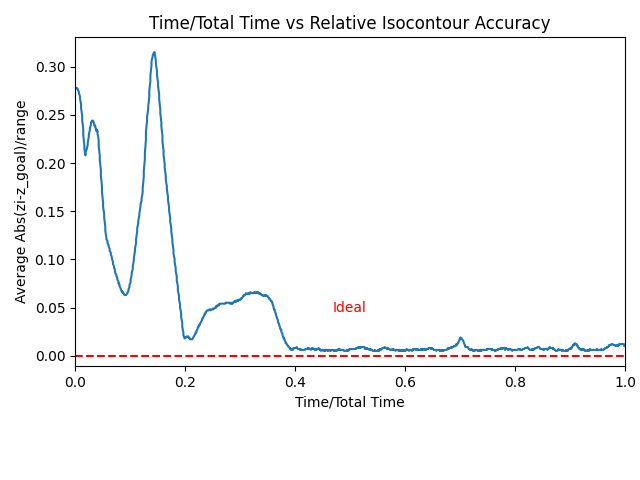 Time/Total Time vs Relative Isocontour Accuracy
Average Abs(zi-z_goal)/range
0.30
0.25
0.20
0.15
0.10
0.05
0.00
Ideal
0.0 0.2 0.4 0.6 0.8 1.0
Time/Total Time